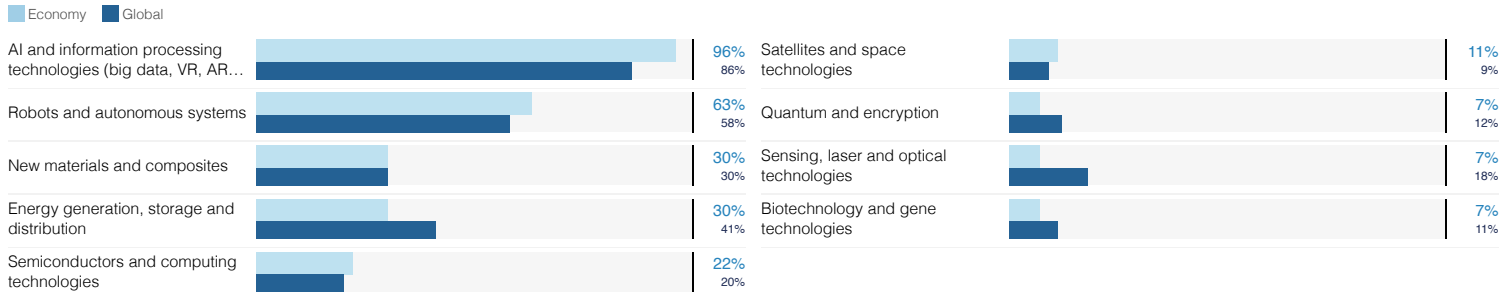 Economy Global
AI and information processing
technologies (big data, VR, AR...
96%
86%
Robots and autonomous systems
63%
58%
New materials and composites
30%
30%
Energy generation, storage and
distribution
30%
41%
Semiconductors and computing
technologies
22%
20%
Satellites and space
technologies
11%
9%
Quantum and encryption
7%
12%
Sensing, laser and optical
technologies
7%
18%
Biotechnology and gene
technologies
7%
11%